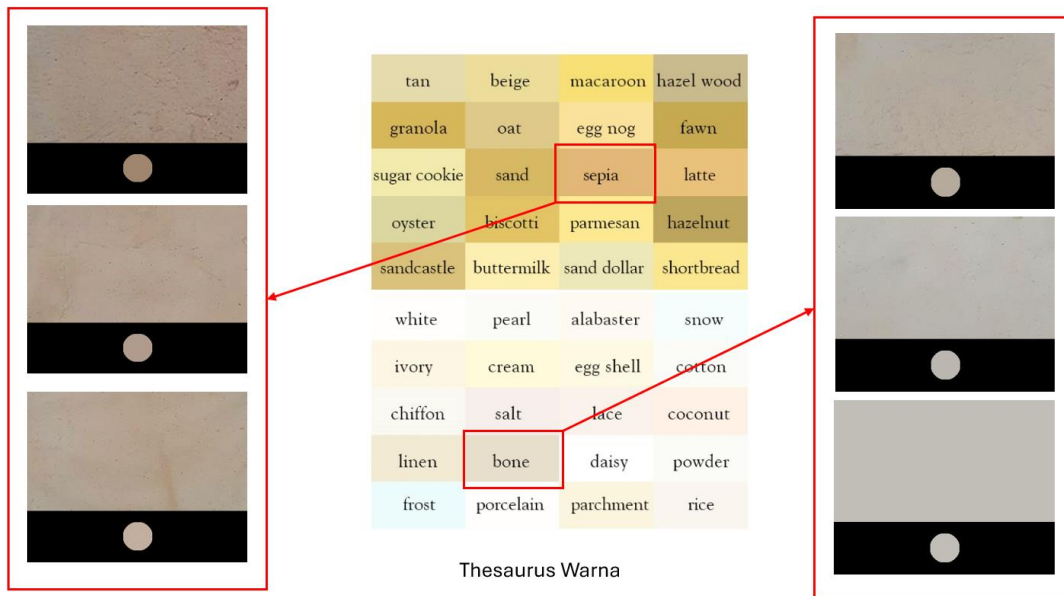 tan beige macaroon hazel wood
granola oat egg nog fawn
sugar cookie sand sepia latte
oyster biscotti parmesan hazelnut
sandcastle buttermilk sand dollar shortbread
white pearl alabaster snow
ivory cream egg shell cotton
chiffon salt lace coconut
linen bone daisy powder
frost porcelain parchment rice
Thesaurus Warna